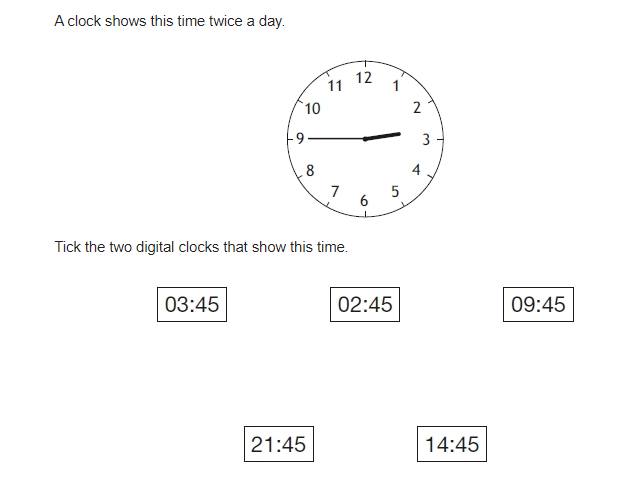 A clock shows this time twice a day.
12
11 1
10 2
9 3
8 4
7 5
6
Tick the two digital clocks that show this time.
03:45 02:45 09:45
21:45 14:45